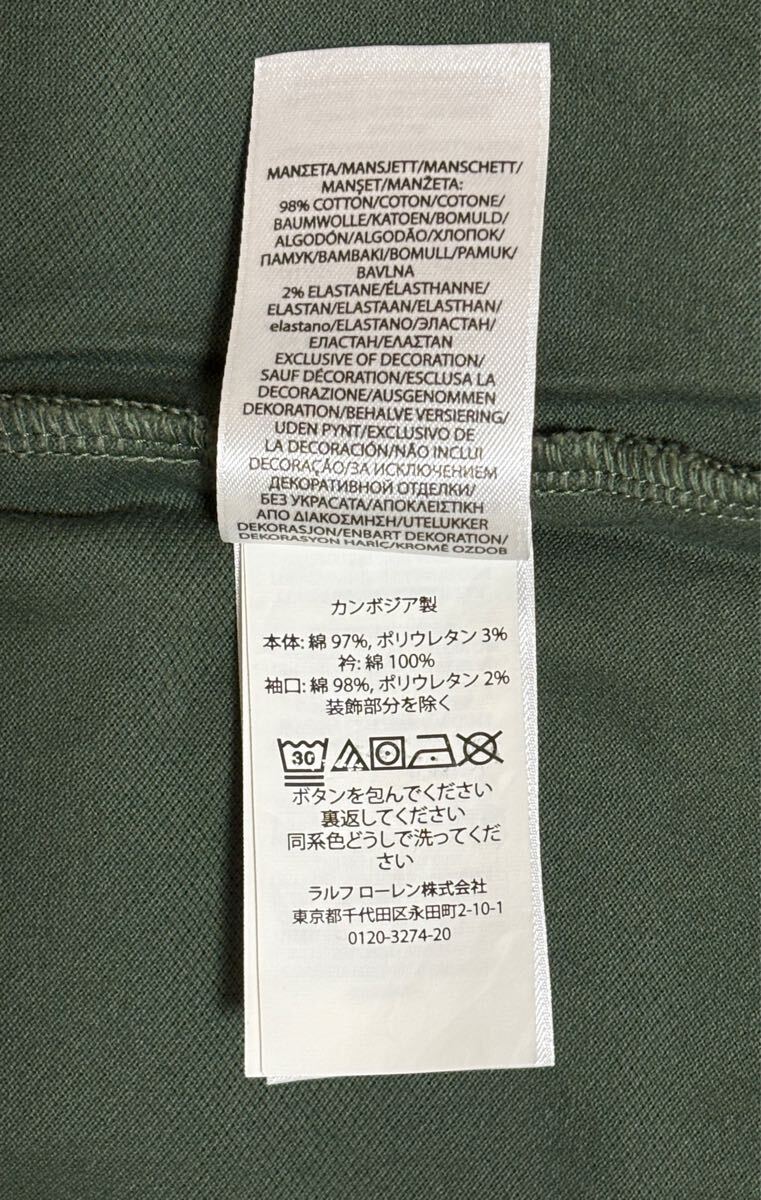 ΜΑΝΣΕΤΑ/MANSJETT/MANSCHETT/
MANŞET/MANŽETA:
98% COTTON/COTON/COTONE/
BAUMWOLLE/KATOEN/BOMULD/
ALGODÓN/ALGODÃO/ХЛОПОК/
ПАМУК/BAMBAKI/BOMULL/PAMUK/
BAVLNA
2% ELASTANE/ÉLASTHANNE/
ELASTAN/ELASTAAN/ELASTHAN/
elastano/ELASTANO/ЭЛАСТАН/
ЕЛАСТАН/ΕΛΑΣΤΑΝ
EXCLUSIVE OF DECORATION/
SAUF DÉCORATION/ESCLUSA LA
DECORAZIONE/AUSGENOMMEN
DEKORATION/BEHALVE VERSIERING/
UDEN PYNT/EXCLUSIVO DE
LA DECORACIÓN/NÃO INCLUI
DECORAÇÃO/ЗА ИСКЛЮЧЕНИЕМ
ДЕКОРАТИВНОЙ ОТДЕЛКИ/
БЕЗ УКРАСАТА/ΑΠΟΚΛΕΙΣΤΙΚΗ
ΑΠΟ ΔΙΑΚΟΣΜΗΣΗ/UTELUKKER
DEKORASJON/ENBART DEKORATION/
DEKORASYON HARİÇ/KROMĚ OZDOB
カンボジア製
本体: 綿 97%, ポリウレタン 3%
衿: 綿 100%
袖口: 綿 98%, ポリウレタン 2%
装飾部分を除く
30
ボタンを包んでください
裏返してください
同系色どうしで洗ってくだ
さい
ラルフ ローレン株式会社
東京都千代田区永田町2-10-1
0120-3274-20